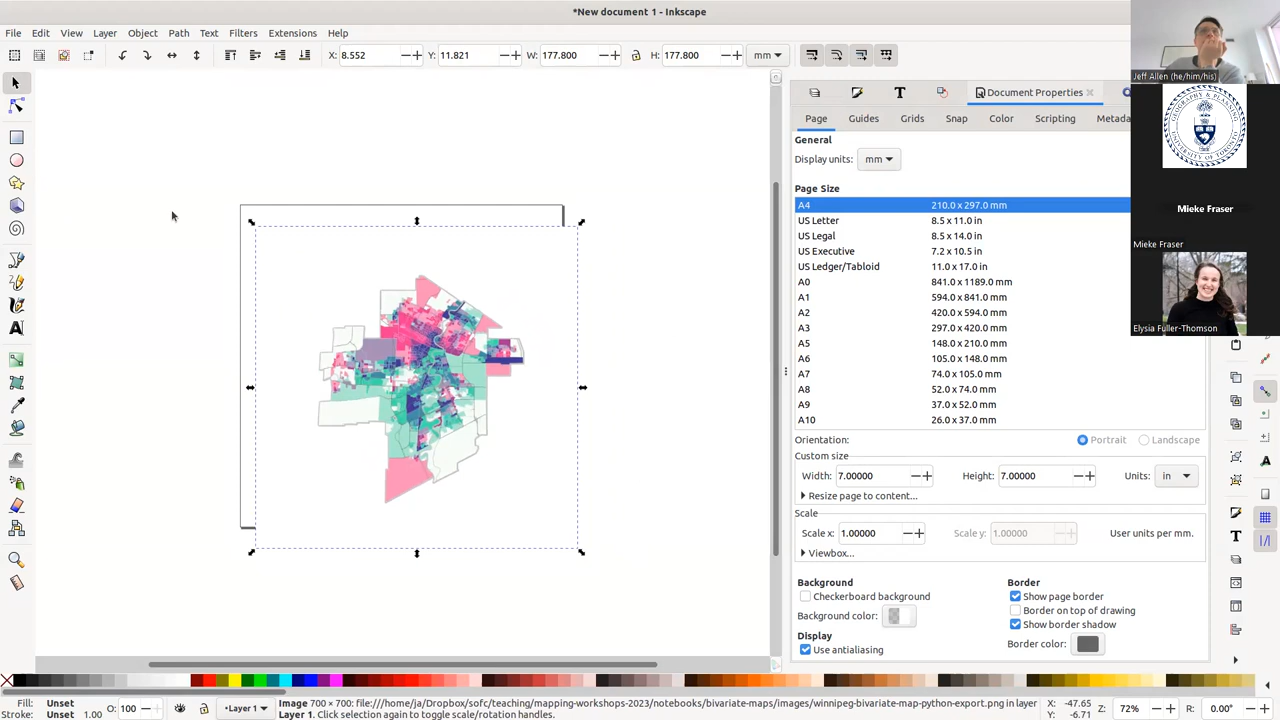 *New document 1 - Inkscape
File Edit View Layer Object Path Text Filters Extensions Help
X: 8.552 Y: 11.821 W: 177.800 H: 177.800 mm
Document Properties
Page Guides Grids Snap Color Scripting Metada
General
Display units: mm
Page Size
A4 210.0 x 297.0 mm
US Letter 8.5 x 11.0 in
US Legal 8.5 x 14.0 in
US Executive 7.2 x 10.5 in
US Ledger/Tabloid 11.0 x 17.0 in
A0 841.0 x 1189.0 mm
A1 594.0 x 841.0 mm
A2 420.0 x 594.0 mm
A3 297.0 x 420.0 mm
A5 148.0 x 210.0 mm
A6 105.0 x 148.0 mm
A7 74.0 x 105.0 mm
A8 52.0 x 74.0 mm
A9 37.0 x 52.0 mm
A10 26.0 x 37.0 mm
Orientation: Portrait Landscape
Custom size
Width: 7.00000 Height: 7.00000 Units: in
Resize page to content...
Scale
Scale x: 1.00000 Scale y: 1.00000 User units per mm.
Viewbox...
Background
Checkerboard background
Background color:
Display
Use antialiasing
Border
Show page border
Border on top of drawing
Show border shadow
Border color:
Jeff Allen (he/him/his)
Mieke Fraser
Mieke Fraser
Elysia Fuller-Thomson
Fill: Unset
Stroke: Unset 1.00
O: 100
Layer 1
Image 700 × 700: file:///home/ja/Dropbox/sofc/teaching/mapping-workshops-2023/notebooks/bivariate-maps/images/winnipeg-bivariate-map-python-export.png in layer
Layer 1. Click selection again to toggle scale/rotation handles.
X: -47.65
Y: -6.71
Z: 72%
R: 0.00°